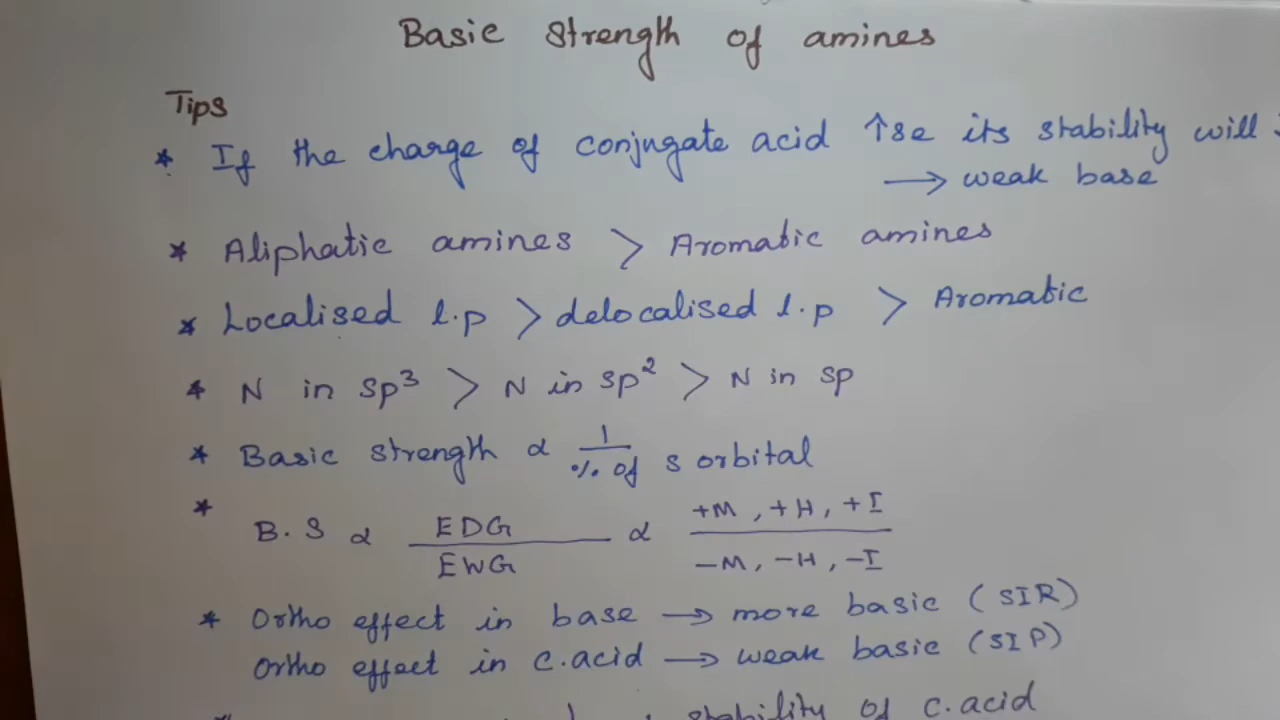 Basic strength of amines
Tips
* If the charge of conjugate acid ↑se its stability will
→ weak base
* Aliphatic amines > Aromatic amines
* Localised l.p > delocalised l.p > Aromatic
* N in sp³ > N in sp² > N in sp
* Basic strength ∝ 1 / % of s orbital
* B.S ∝ EDG / EWG ∝ +M, +H, +I / -M, -H, -I
* Ortho effect in base → more basic (SIR)
Ortho effect in c.acid → weak basic (SIP)
stability of c.acid